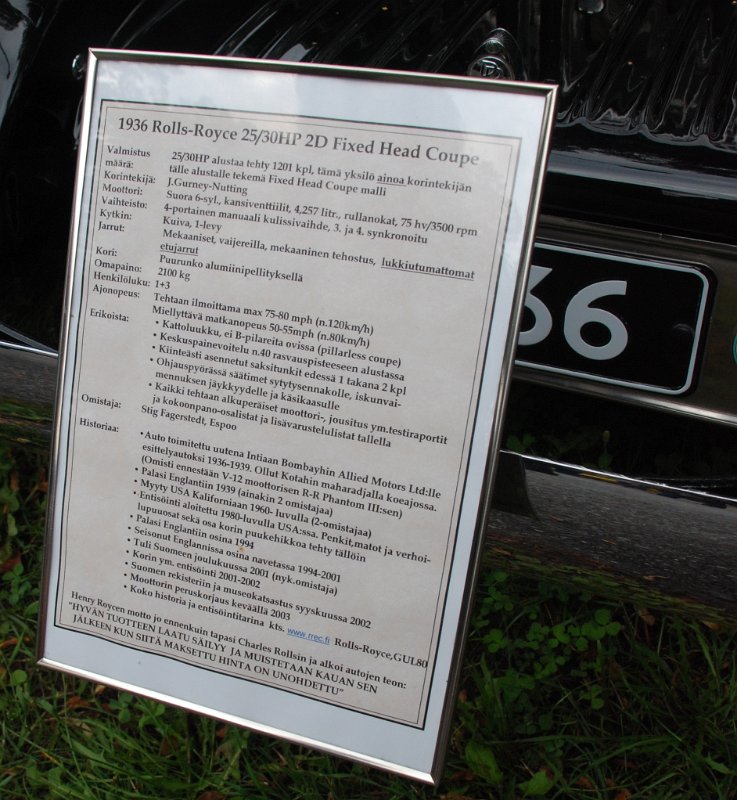 1936 Rolls-Royce 25/30HP 2D Fixed Head Coupe
Valmistus määrä: 25/30HP alustaa tehty 1201 kpl, tämä yksilö ainoa korintekijän
tälle alustalle tekemä Fixed Head Coupe malli
Korintekijä: J.Gurney-Nutting
Moottori: Suora 6-syl., kansiventtiilit, 4,257 litr., rullanokat, 75 hv/3500 rpm
Vaihteisto: 4-portainen manuaali kulissivaihde, 3. ja 4. synkronoitu
Kytkin: Kuiva, 1-levy
Jarrut: Mekaaniset, vaijereilla, mekaaninen tehostus, lukkiutumattomat
etujarrut
Kori: Puurunko alumiinipellityksellä
Omapaino: 2100 kg
Henkilöluku: 1+3
Ajonopeus: Tehtaan ilmoittama max 75-80 mph (n.120km/h)
Miellyttävä matkanopeus 50-55mph (n.80km/h)
Erikoista: • Kattoluukku, ei B-pilareita ovissa (pillarless coupe)
• Keskuspainevoitelu n.40 rasvauspisteeseen alustassa
• Kiinteästi asennetut saksitunkit edessä 1 takana 2 kpl
• Ohjauspyörässä säätimet sytytysennakolle, iskunvai-
mennuksen jäykkyydelle ja käsikaasulle
• Kaikki tehtaan alkuperäiset moottori-, jousitus ym.testiraportit
ja kokoonpano-osalistat ja lisävarustelulistat tallella
Omistaja: Stig Fagerstedt, Espoo
Historiaa: • Auto toimitettu uutena Intiaan Bombayhin Allied Motors Ltd:lle
esittelyautoksi 1936-1939. Ollut Kotahin maharadjalla koeajossa.
(Omisti ennestään V-12 moottorisen R-R Phantom III:sen)
• Palasi Englantiin 1939 (ainakin 2 omistajaa)
• Myyty USA Kaliforniaan 1960- luvulla (2-omistajaa)
• Entisöinti aloitettu 1980-luvulla USA:ssa. Penkit,matot ja verhoi-
lupuuosat sekä osa korin puukehikkoa tehty tällöin
• Palasi Englantiin osina 1994
• Seisonut Englannissa osina navetassa 1994-2001
• Tuli Suomeen joulukuussa 2001 (nyk.omistaja)
• Korin ym. entisöinti 2001-2002
• Suomen rekisteriin ja museokatsastus syyskuussa 2002
• Moottorin peruskorjaus keväällä 2003
• Koko historia ja entisöintitarina kts. www.rrec.fi Rolls-Royce,GUL80
Henry Roycen motto jo ennenkuin tapasi Charles Rollsin ja alkoi autojen teon:
"HYVÄN TUOTTEEN LAATU SÄILYY JA MUISTETAAN KAUAN SEN
JÄLKEEN KUN SIITÄ MAKSETTU HINTA ON UNOHDETTU"
36